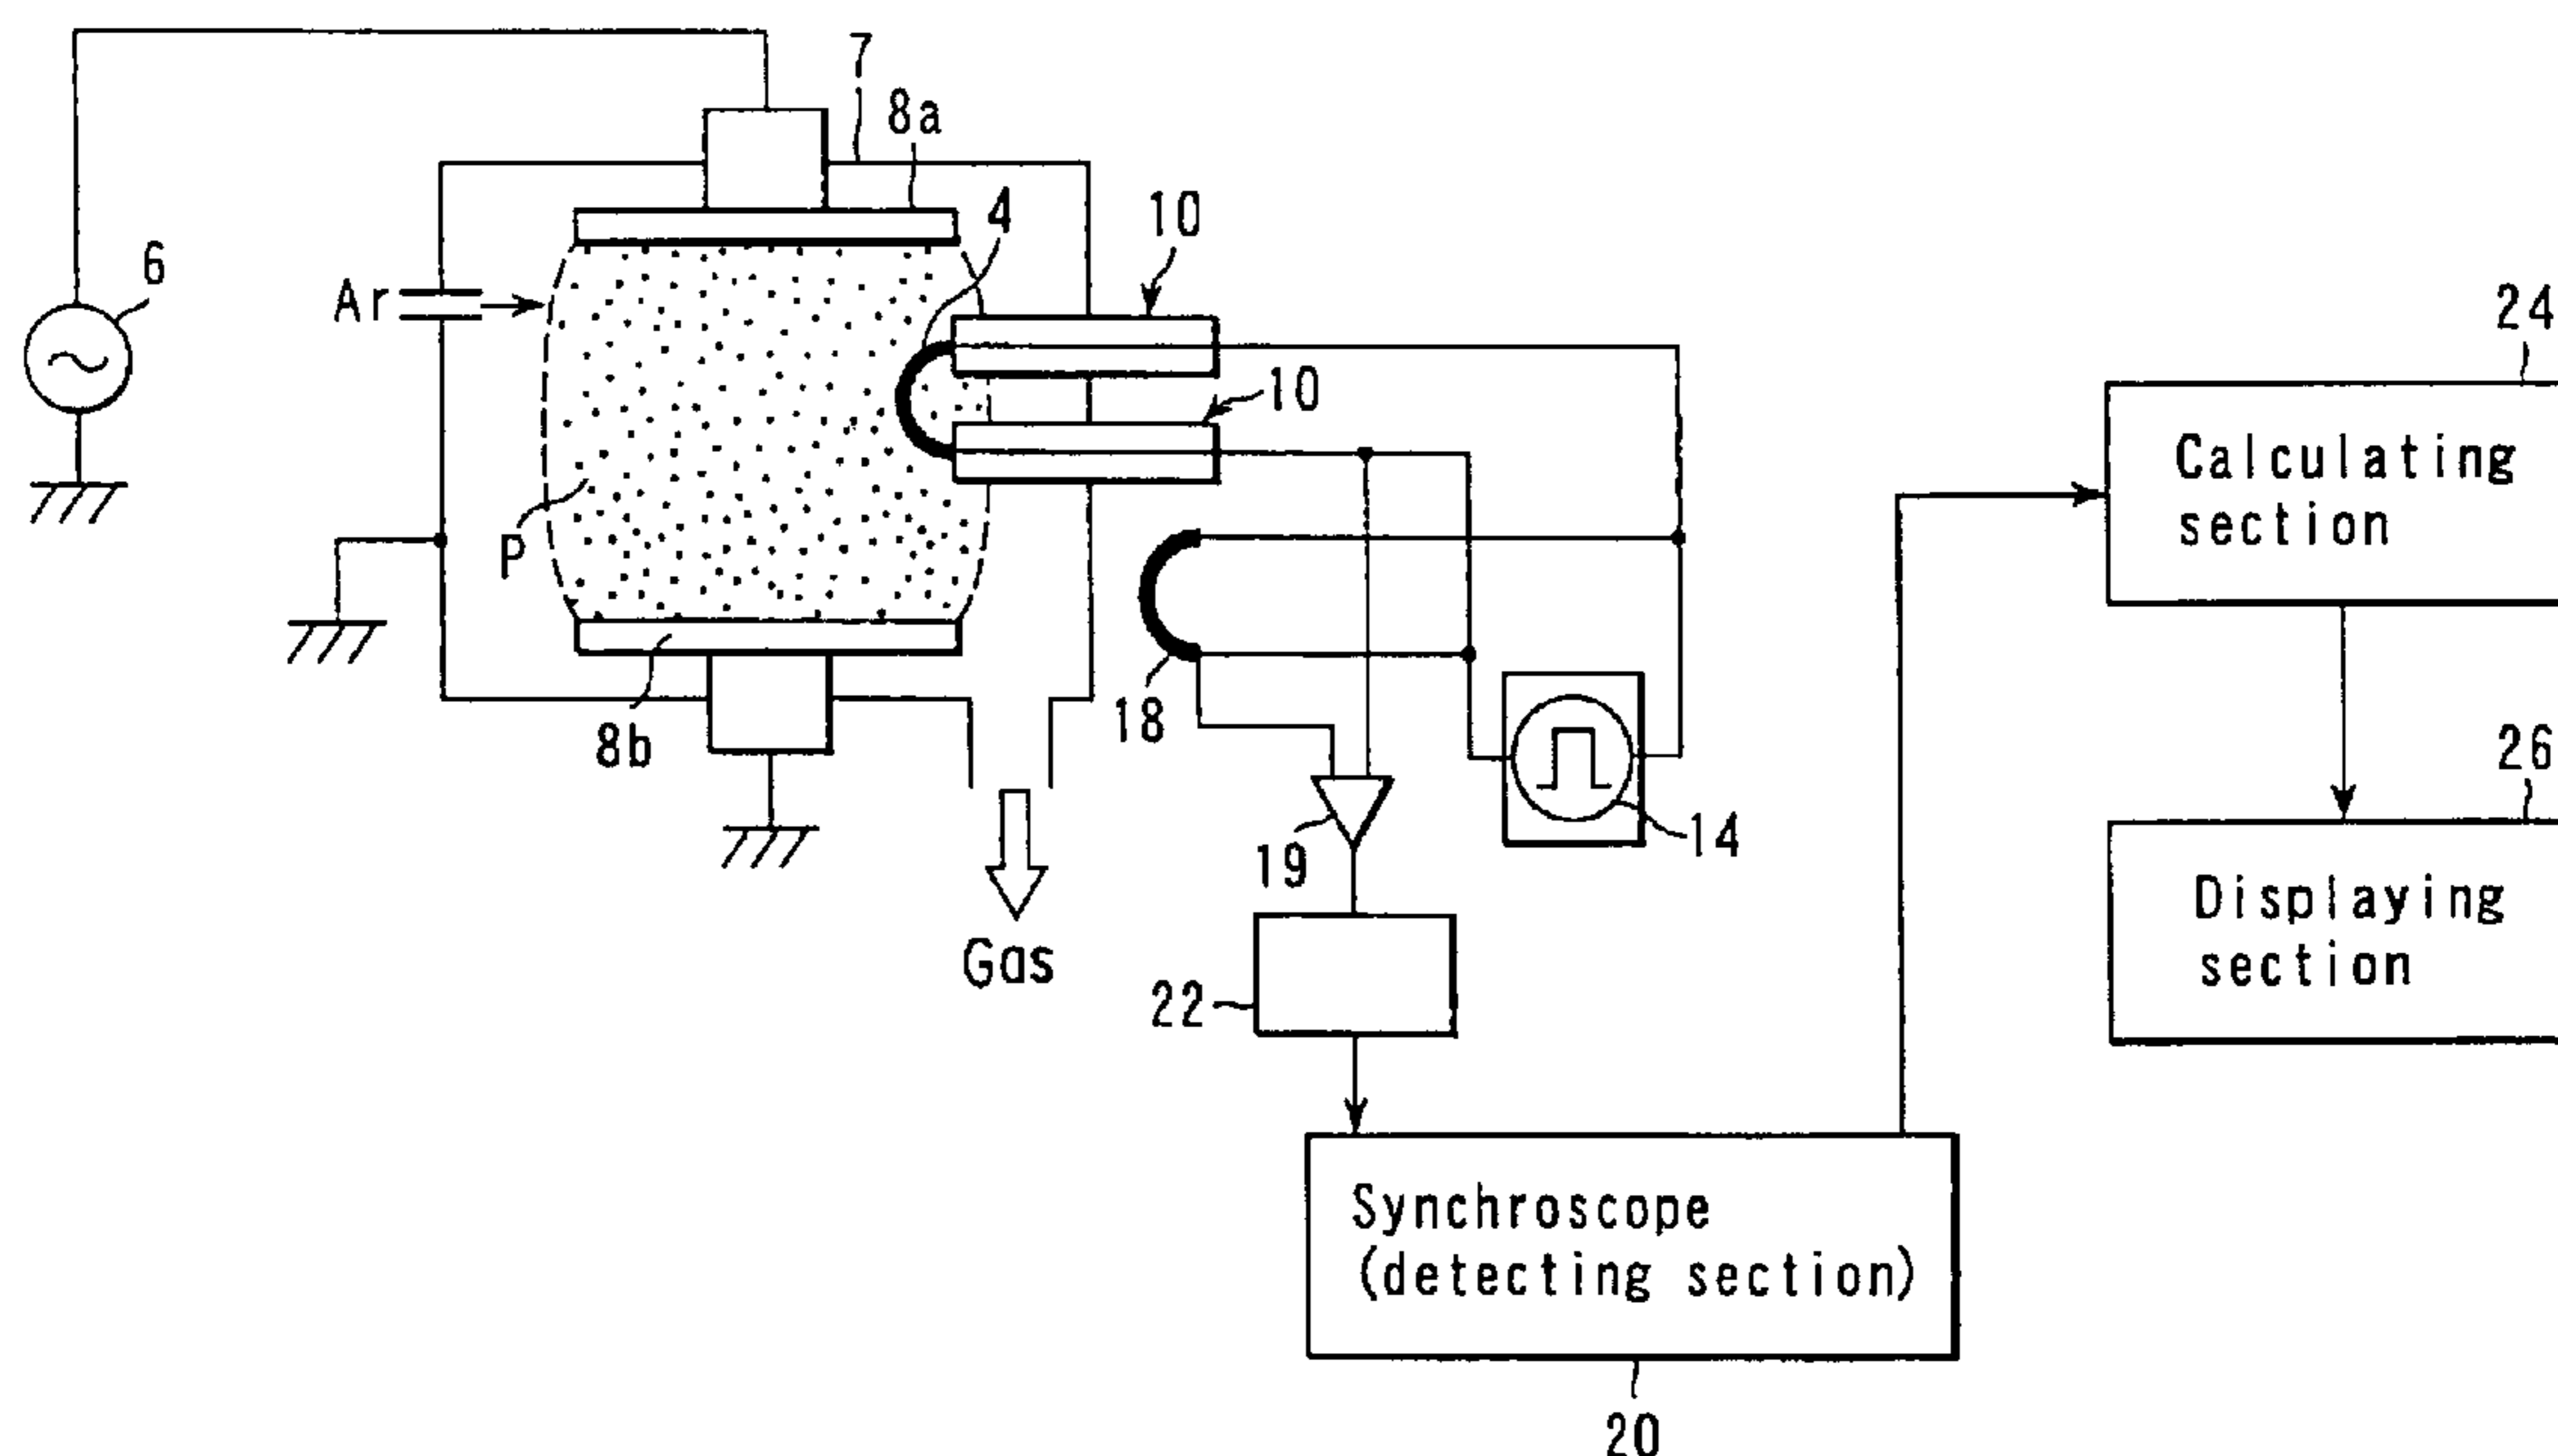 7
8a
4
10
6
Ar
24
10
Calculating
section
P
18
8b
26
14
19
Displaying
section
Gas
22
Synchroscope
(detecting section)
20